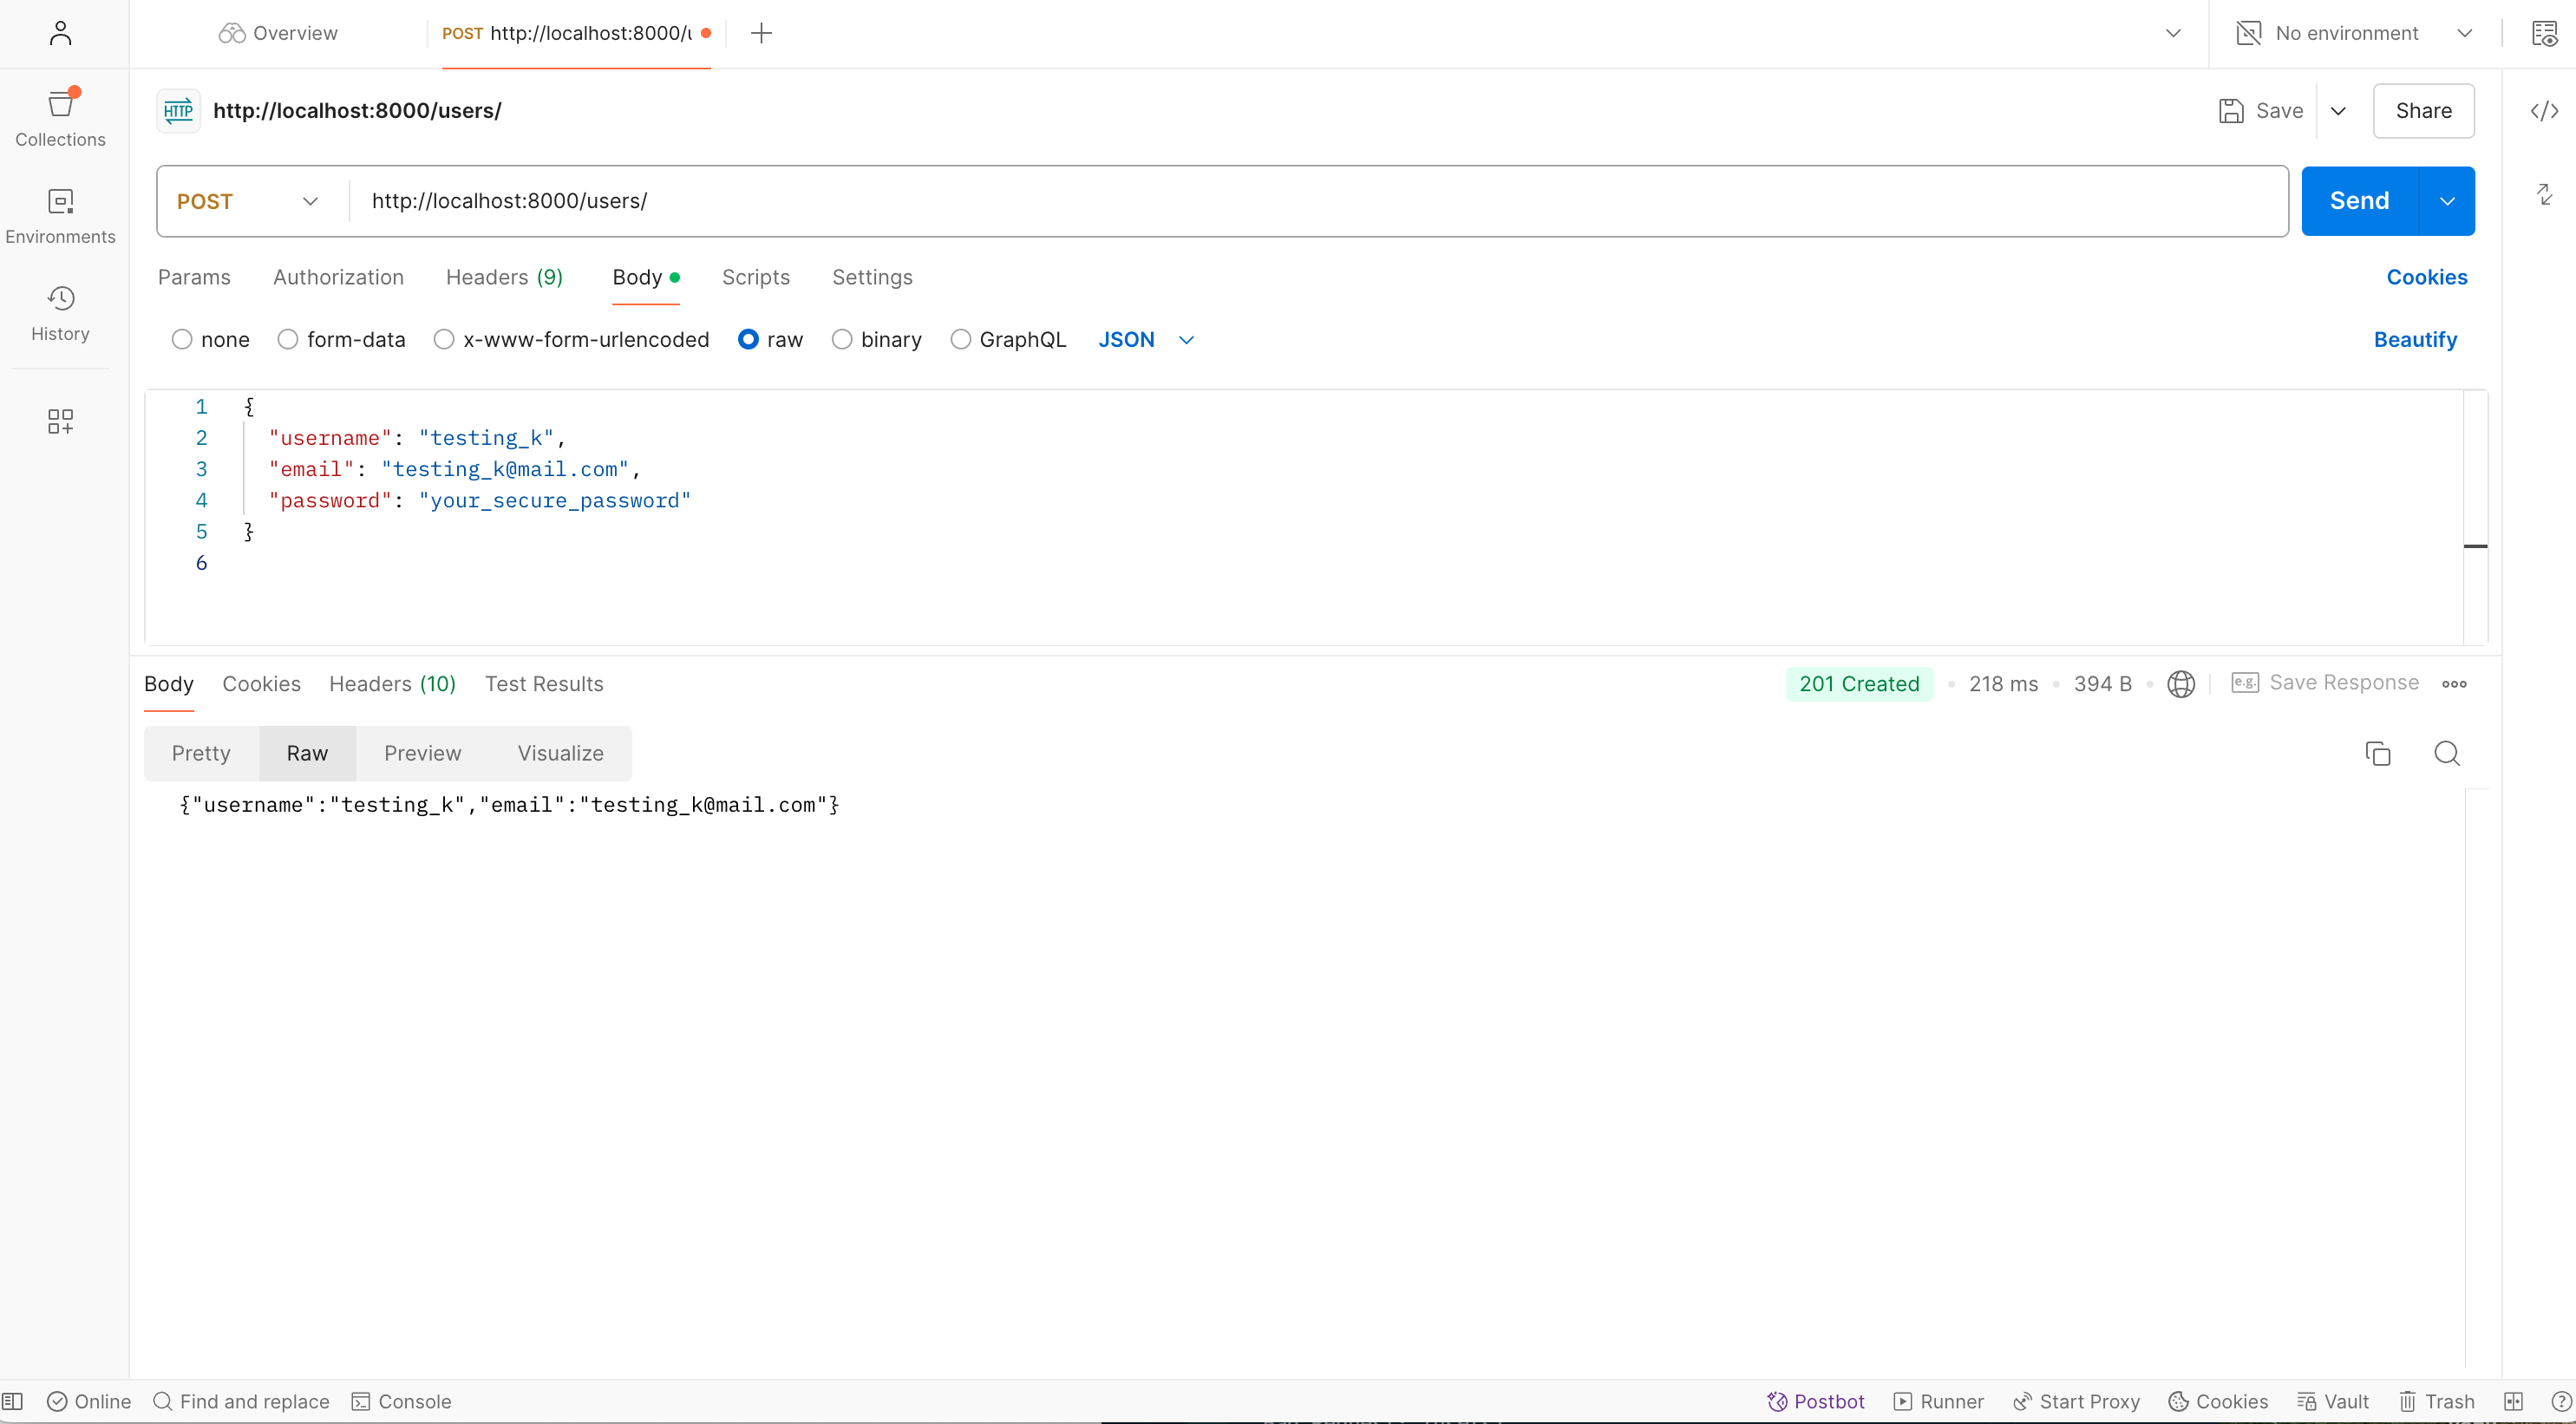 Overview
POST http://localhost:8000/u
No environment
Collections
Environments
History
HTTP http://localhost:8000/users/
Save
Share
POST
http://localhost:8000/users/
Send
Params Authorization Headers (9) Body Scripts Settings
Cookies
none form-data x-www-form-urlencoded raw binary GraphQL JSON
Beautify
1 {
2 "username": "testing_k",
3 "email": "testing_k@mail.com",
4 "password": "your_secure_password"
5 }
6
Body Cookies Headers (10) Test Results
201 Created 218 ms 394 B e.g. Save Response
Pretty Raw Preview Visualize
{"username":"testing_k","email":"testing_k@mail.com"}
Online Find and replace Console
Postbot Runner Start Proxy Cookies Vault Trash